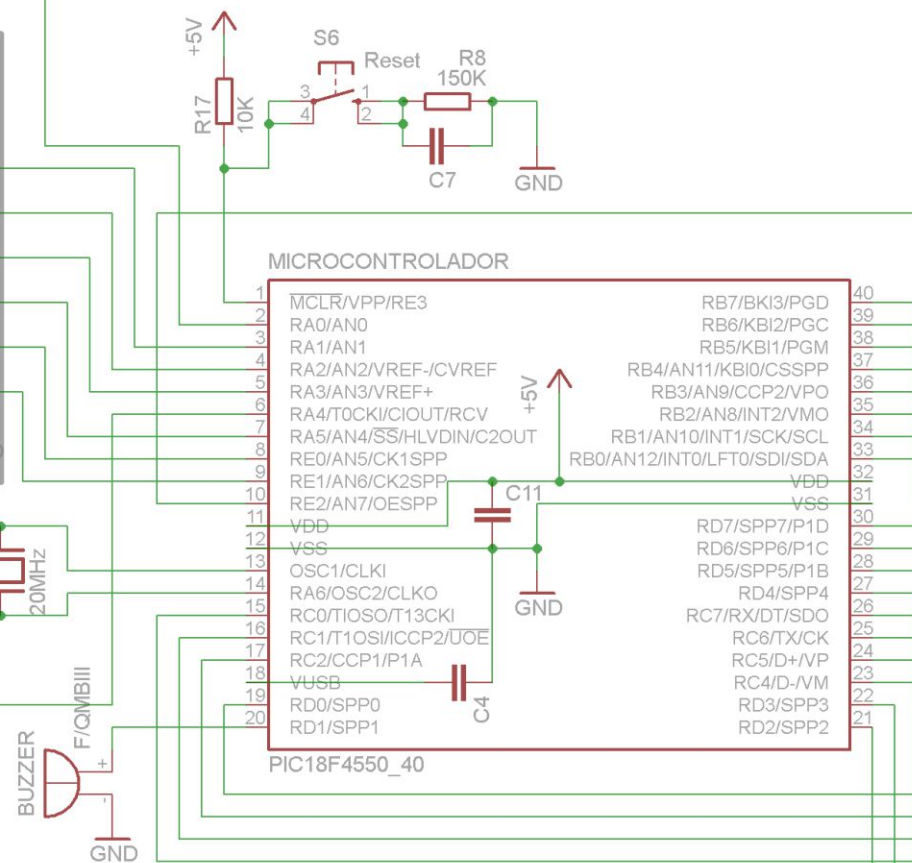 +5V
S6
Reset
R8
150K
R17
10K
3
1
4
2
C7
GND
MICROCONTROLADOR
1
MCLR/VPP/RE3
RB7/BKI3/PGD
40
2
RA0/AN0
RB6/KBI2/PGC
39
3
RA1/AN1
RB5/KBI1/PGM
38
4
RA2/AN2/VREF-/CVREF
RB4/AN11/KBI0/CSSPP
37
5
RA3/AN3/VREF+
RB3/AN9/CCP2/VPO
36
6
RA4/T0CKI/CIOUT/RCV
RB2/AN8/INT2/VMO
35
7
RA5/AN4/SS/HLVDIN/C2OUT
RB1/AN10/INT1/SCK/SCL
34
8
RE0/AN5/CK1SPP
RB0/AN12/INT0/LFT0/SDI/SDA
33
9
RE1/AN6/CK2SPP
VDD
32
10
RE2/AN7/OESPP
VSS
31
11
VDD
RD7/SPP7/P1D
30
12
VSS
RD6/SPP6/P1C
29
13
OSC1/CLKI
RD5/SPP5/P1B
28
14
RA6/OSC2/CLKO
RD4/SPP4
27
15
RC0/TIOSO/T13CKI
RC7/RX/DT/SDO
26
16
RC1/T1OSI/ICCP2/UOE
RC6/TX/CK
25
17
RC2/CCP1/P1A
RC5/D+/VP
24
18
VUSB
RC4/D-/VM
23
19
RD0/SPP0
RD3/SPP3
22
20
RD1/SPP1
RD2/SPP2
21
+5V
C11
GND
C4
20MHz
PIC18F4550_40
F/QMBIII
BUZZER
+
-
GND